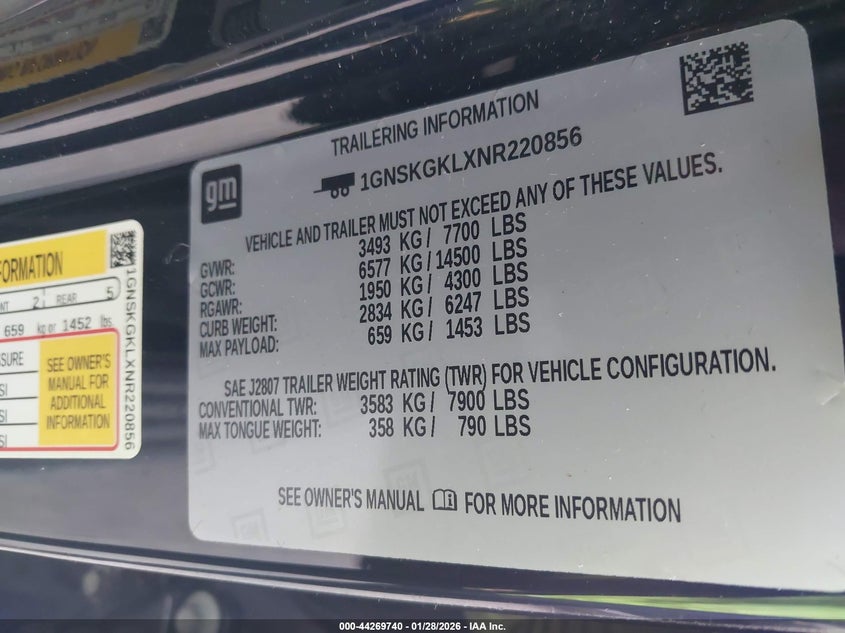 TRAILERING INFORMATION
gm
1GNSKGKLXNR220856
VEHICLE AND TRAILER MUST NOT EXCEED ANY OF THESE VALUES.
GVWR: 3493 KG/ 7700 LBS
GCWR: 6577 KG/14500 LBS
RGAWR: 1950 KG/ 4300 LBS
CURB WEIGHT: 2834 KG/ 6247 LBS
MAX PAYLOAD: 659 KG/ 1453 LBS
SAE J2807 TRAILER WEIGHT RATING (TWR) FOR VEHICLE CONFIGURATION.
CONVENTIONAL TWR: 3583 KG/ 7900 LBS
MAX TONGUE WEIGHT: 358 KG/ 790 LBS
SEE OWNER'S MANUAL FOR MORE INFORMATION
2 REAR 5
659 kg or 1452 lbs
SEE OWNER'S
MANUAL FOR
ADDITIONAL
INFORMATION
1GNSKGKLXNR220856
000-44269740 - 01/28/2026 - IAA Inc.